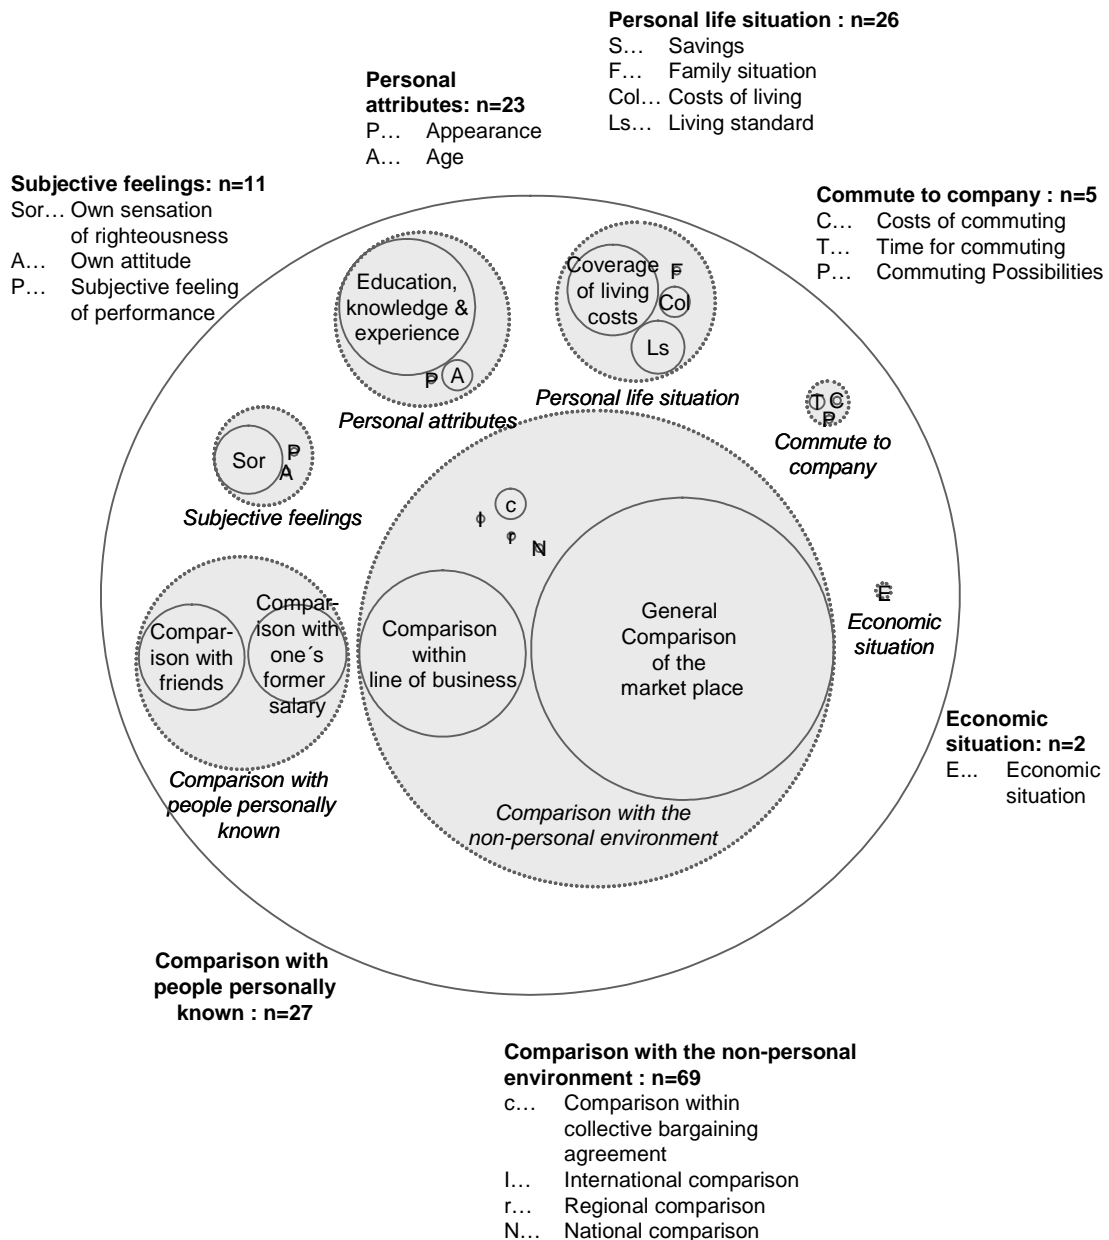 Personal life situation : n=26
S… Savings
F… Family situation
Col… Costs of living
Ls… Living standard
Personal
attributes: n=23
P… Appearance
A… Age
Subjective feelings: n=11
Sor… Own sensation
of righteousness
A… Own attitude
P… Subjective feeling
of performance
Commute to company : n=5
C… Costs of commuting
T… Time for commuting
P… Commuting Possibilities
Education,
knowledge &
experience
P
A
Personal attributes
Coverage
of living
costs
F
Col
Ls
Personal life situation
T
C
P
Commute to
company
Sor
P
A
Subjective feelings
c
I
r
N
Compar-
ison with
friends
Compar-
ison with
one´s
former
salary
Comparison
within
line of business
General
Comparison
of the
market place
E
Economic
situation
Comparison with
people personally
known
Comparison with the
non-personal environment
Economic
situation: n=2
E... Economic
situation
Comparison with
people personally
known : n=27
Comparison with the non-personal
environment : n=69
c… Comparison within
collective bargaining
agreement
I… International comparison
r… Regional comparison
N… National comparison